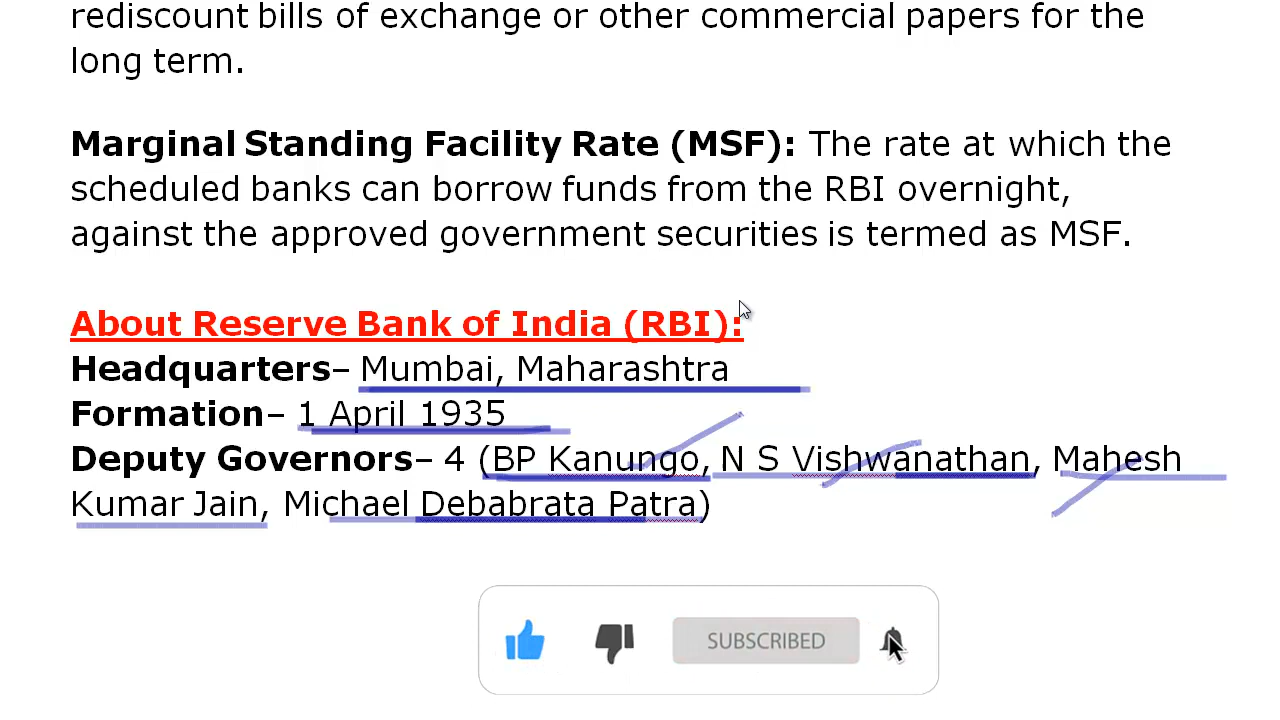 rediscount bills of exchange or other commercial papers for the
long term.
Marginal Standing Facility Rate (MSF): The rate at which the
scheduled banks can borrow funds from the RBI overnight,
against the approved government securities is termed as MSF.
About Reserve Bank of India (RBI):
Headquarters– Mumbai, Maharashtra
Formation– 1 April 1935
Deputy Governors– 4 (BP Kanungo, N S Vishwanathan, Mahesh
Kumar Jain, Michael Debabrata Patra)
SUBSCRIBED